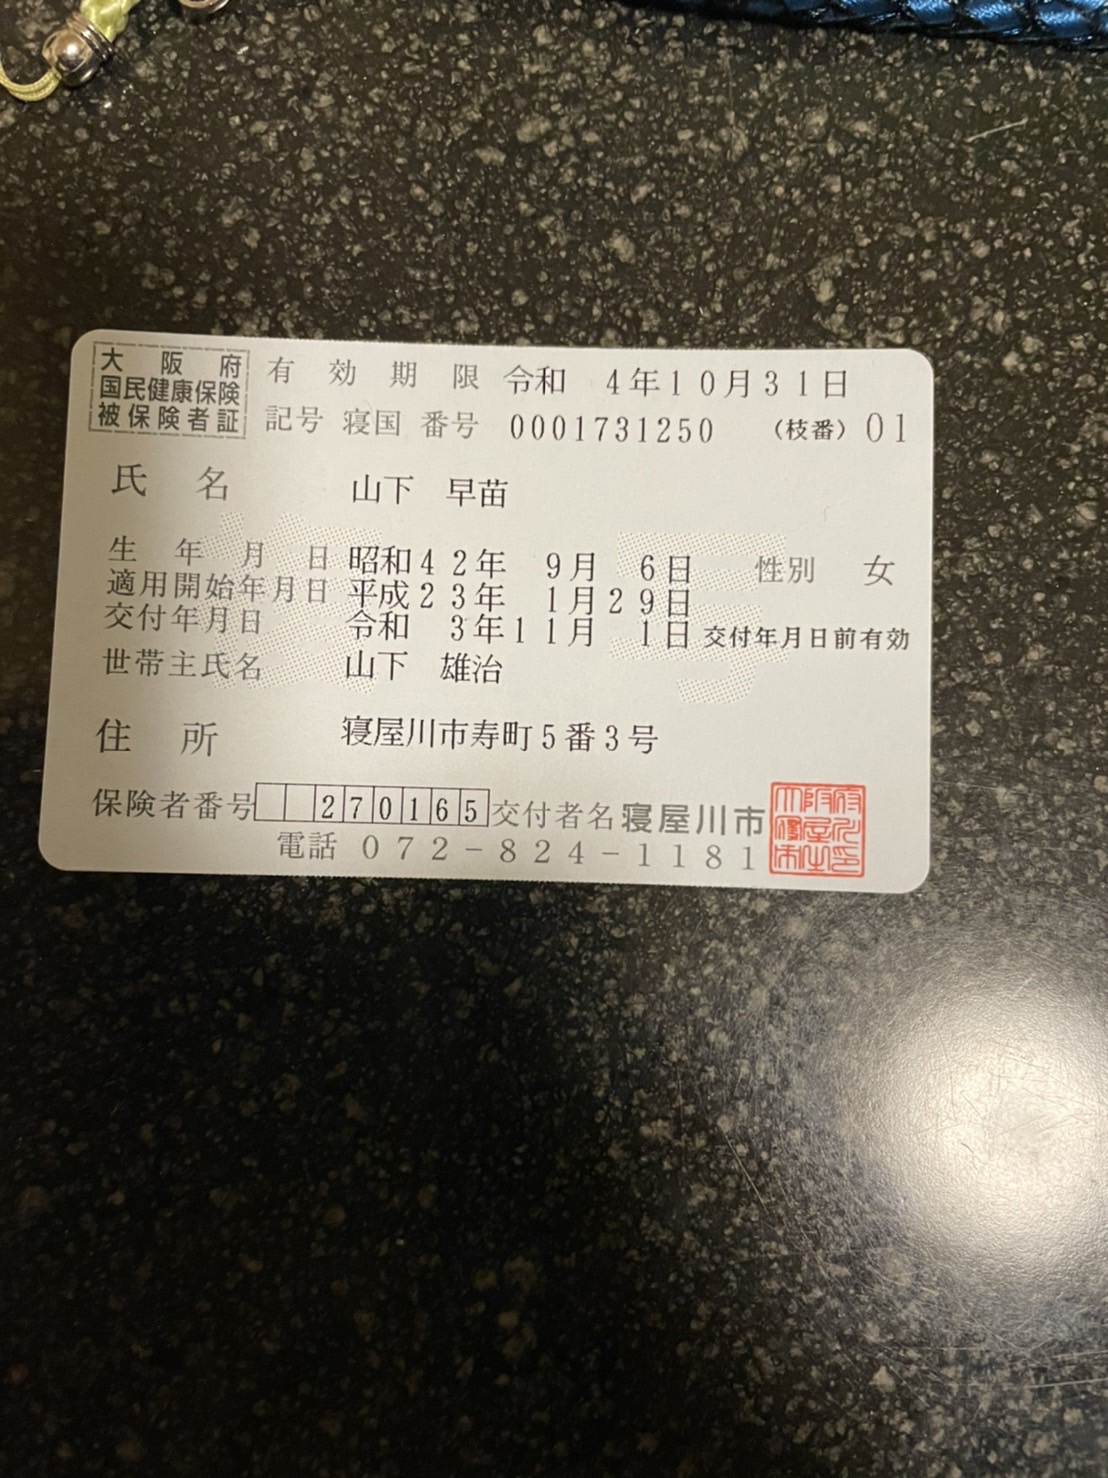 大阪府
国民健康保険
被保険者証
有効期限 令和 4年10月31日
記号 寝国 番号 0001731250 (枝番) 01
氏名 山下 早苗
生年月日 昭和42年 9月 6日 性別 女
適用開始年月日 平成23年 1月29日
交付年月日 令和 3年11月 1日 交付年月日前有効
世帯主氏名 山下 雄治
住所 寝屋川市寿町5番3号
保険者番号 270165 交付者名 寝屋川市
電話 072-824-1181